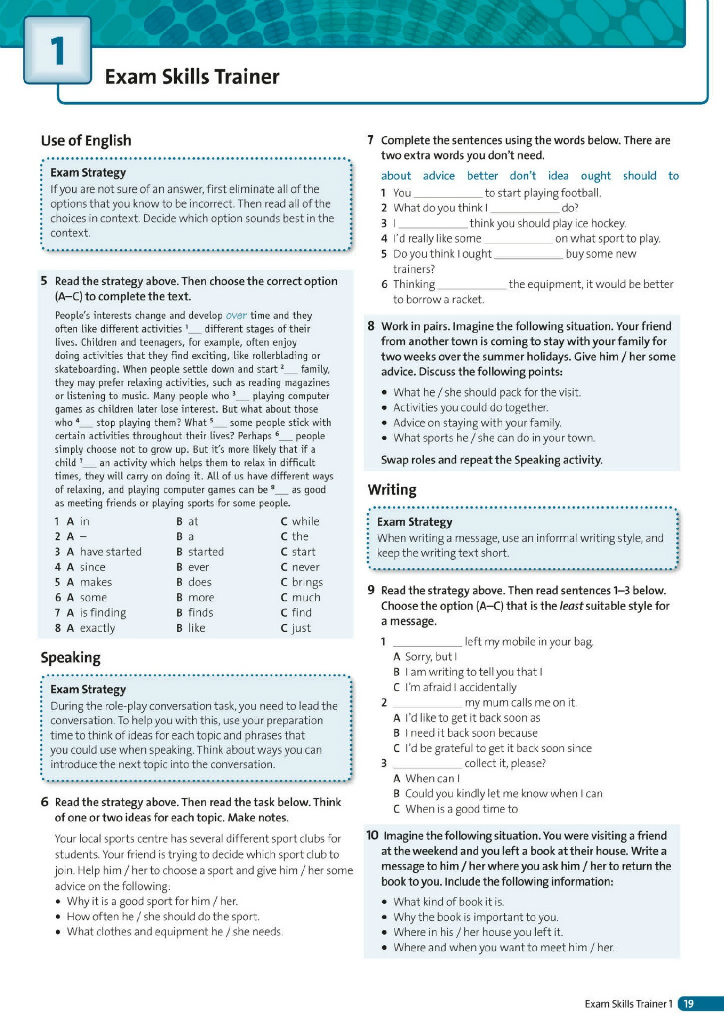 1
Exam Skills Trainer
Use of English
Exam Strategy
If you are not sure of an answer, first eliminate all of the
options that you know to be incorrect. Then read all of the
choices in context. Decide which option sounds best in the
context.
5 Read the strategy above. Then choose the correct option
(A–C) to complete the text.
People's interests change and develop over time and they
often like different activities 1__ different stages of their
lives. Children and teenagers, for example, often enjoy
doing activities that they find exciting, like rollerblading or
skateboarding. When people settle down and start 2__ family,
they may prefer relaxing activities, such as reading magazines
or listening to music. Many people who 3__ playing computer
games as children later lose interest. But what about those
who 4__ stop playing them? What 5__ some people stick with
certain activities throughout their lives? Perhaps 6__ people
simply choose not to grow up. But it's more likely that if a
child 7__ an activity which helps them to relax in difficult
times, they will carry on doing it. All of us have different ways
of relaxing, and playing computer games can be 8__ as good
as meeting friends or playing sports for some people.
1 A in B at C while
2 A – B a C the
3 A have started B started C start
4 A since B ever C never
5 A makes B does C brings
6 A some B more C much
7 A is finding B finds C find
8 A exactly B like C just
Speaking
Exam Strategy
During the role-play conversation task, you need to lead the
conversation. To help you with this, use your preparation
time to think of ideas for each topic and phrases that
you could use when speaking. Think about ways you can
introduce the next topic into the conversation.
6 Read the strategy above. Then read the task below. Think
of one or two ideas for each topic. Make notes.
Your local sports centre has several different sport clubs for
students. Your friend is trying to decide which sport club to
join. Help him / her to choose a sport and give him / her some
advice on the following:
• Why it is a good sport for him / her.
• How often he / she should do the sport.
• What clothes and equipment he / she needs.
7 Complete the sentences using the words below. There are
two extra words you don't need.
about advice better don't idea ought should to
1 You __________ to start playing football.
2 What do you think I __________ do?
3 I __________ think you should play ice hockey.
4 I'd really like some __________ on what sport to play.
5 Do you think I ought __________ buy some new
trainers?
6 Thinking __________ the equipment, it would be better
to borrow a racket.
8 Work in pairs. Imagine the following situation. Your friend
from another town is coming to stay with your family for
two weeks over the summer holidays. Give him / her some
advice. Discuss the following points:
• What he / she should pack for the visit.
• Activities you could do together.
• Advice on staying with your family.
• What sports he / she can do in your town.
Swap roles and repeat the Speaking activity.
Writing
Exam Strategy
When writing a message, use an informal writing style, and
keep the writing text short.
9 Read the strategy above. Then read sentences 1–3 below.
Choose the option (A–C) that is the least suitable style for
a message.
1 __________ left my mobile in your bag.
A Sorry, but I
B I am writing to tell you that I
C I'm afraid I accidentally
2 __________ my mum calls me on it.
A I'd like to get it back soon as
B I need it back soon because
C I'd be grateful to get it back soon since
3 __________ collect it, please?
A When can I
B Could you kindly let me know when I can
C When is a good time to
10 Imagine the following situation. You were visiting a friend
at the weekend and you left a book at their house. Write a
message to him / her where you ask him / her to return the
book to you. Include the following information:
• What kind of book it is.
• Why the book is important to you.
• Where in his / her house you left it.
• Where and when you want to meet him / her.
Exam Skills Trainer 1 19